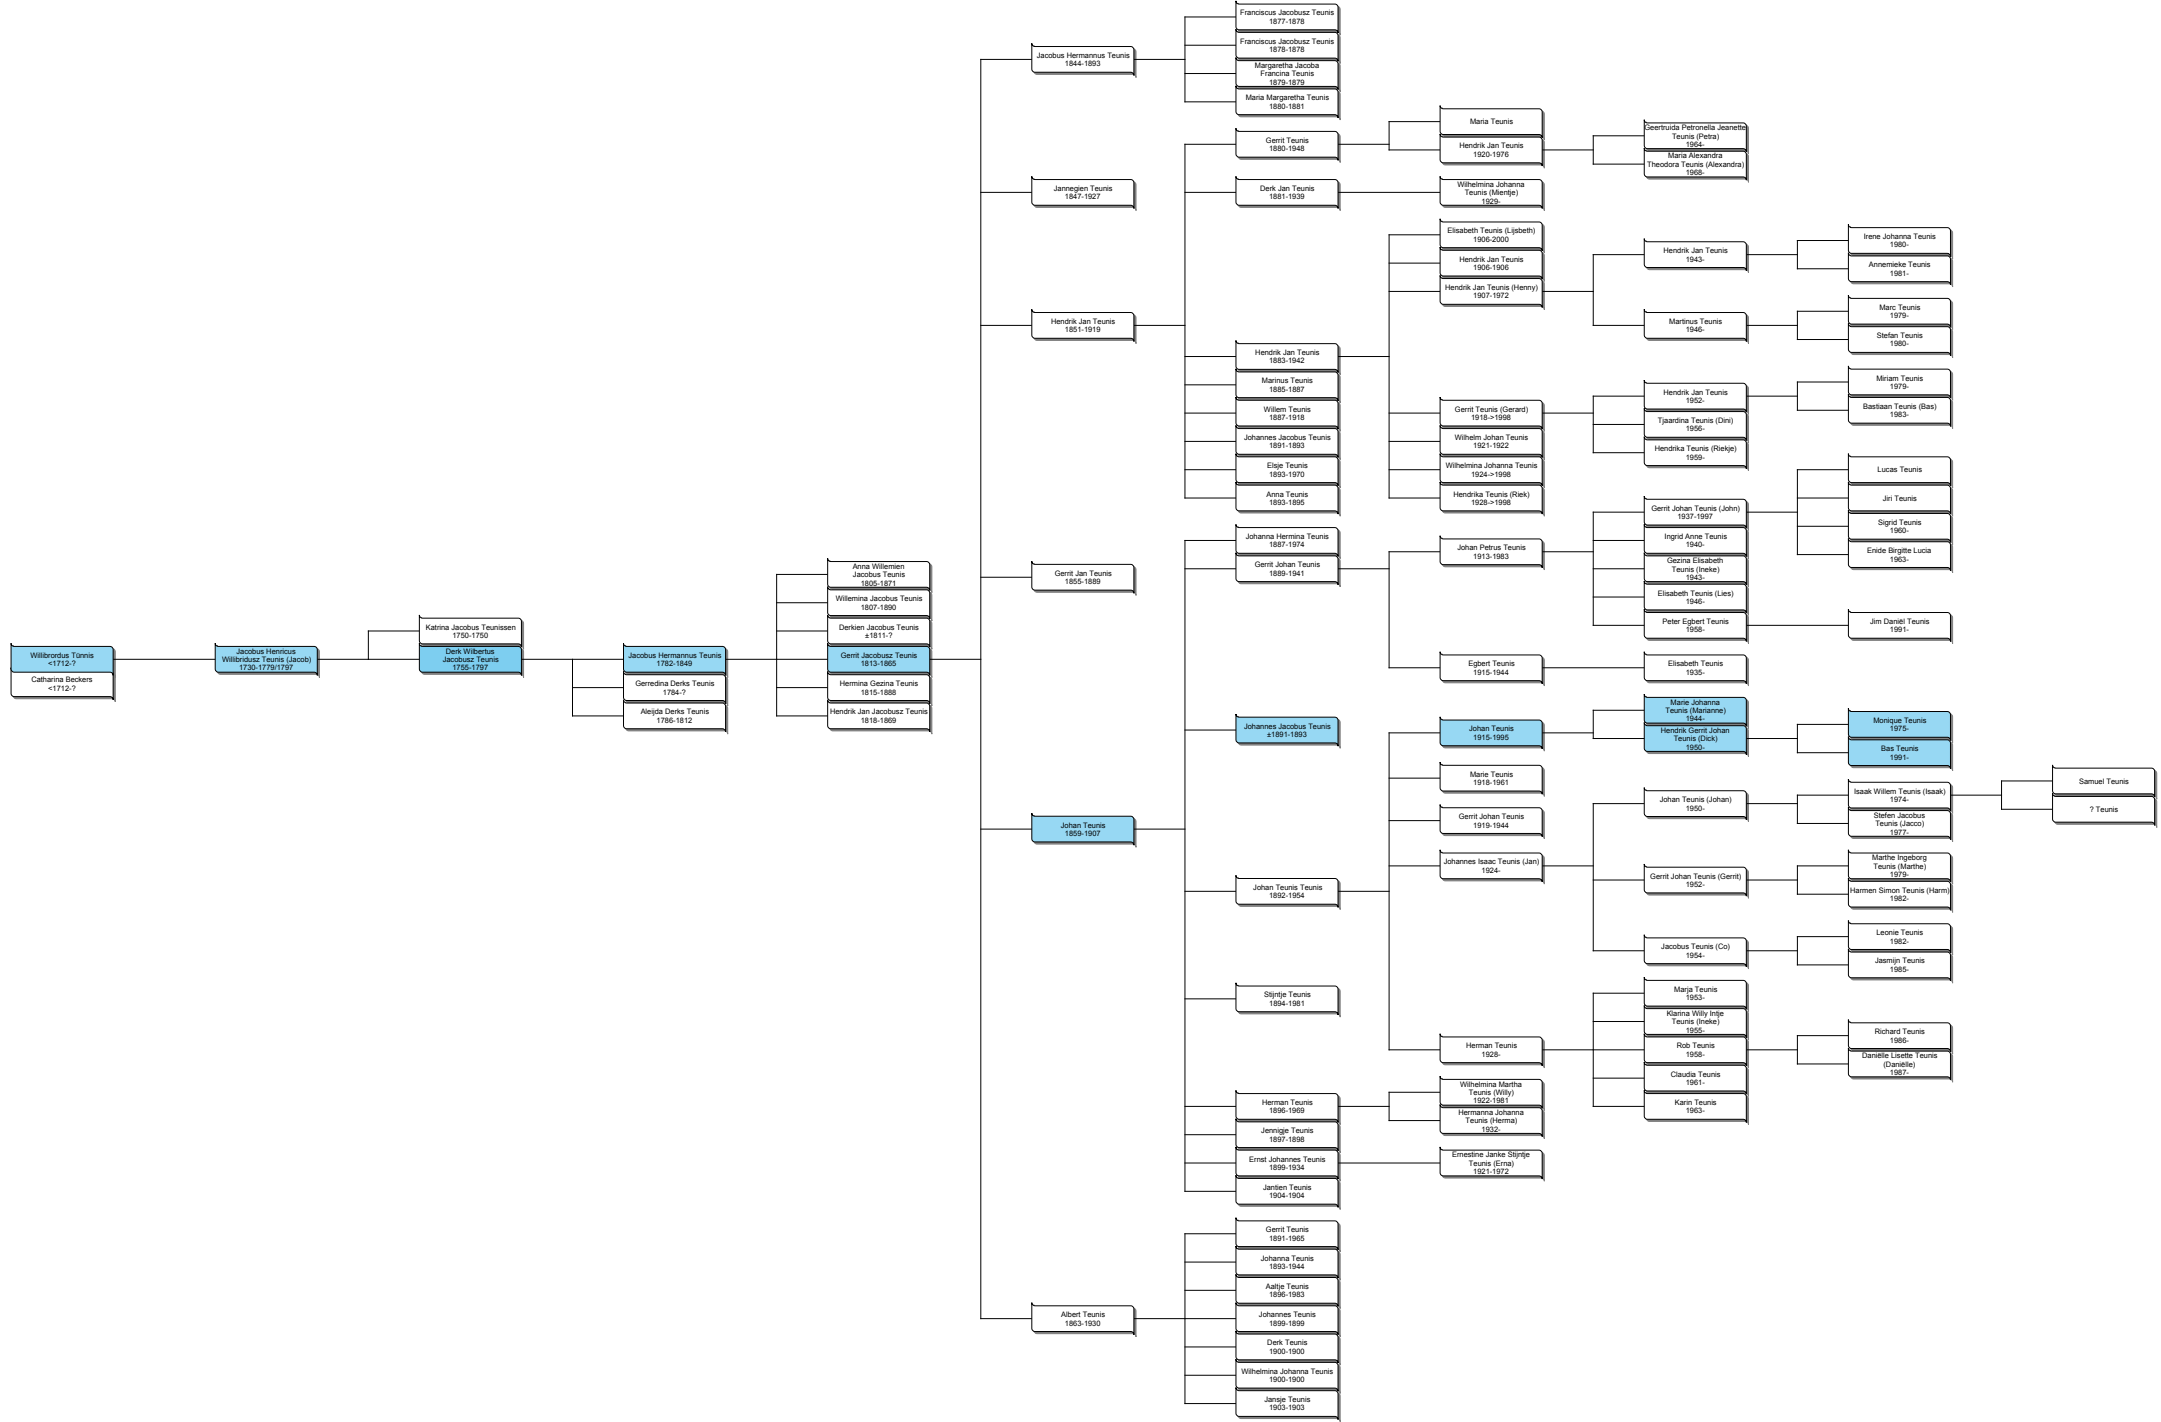 Willibrordus Tünnis
<1712-?
Catharina Beckers
<1712-?
Jacobus Henricus
Willibridusz Teunis (Jacob)
1730-1779/1797
Katrina Jacobus Teunissen
1750-1750
Derk Wilbertus
Jacobusz Teunis
1755-1797
Jacobus Hermannus Teunis
1782-1849
Gerredina Derks Teunis
1784-?
Aleijda Derks Teunis
1786-1812
Anna Willemien
Jacobus Teunis
1805-1871
Willemina Jacobus Teunis
1807-1890
Derkien Jacobus Teunis
±1811-?
Gerrit Jacobusz Teunis
1813-1865
Hermina Gezina Teunis
1815-1888
Hendrik Jan Jacobusz Teunis
1818-1869
Jacobus Hermannus Teunis
1844-1893
Jannegien Teunis
1847-1927
Hendrik Jan Teunis
1851-1919
Gerrit Jan Teunis
1855-1889
Johan Teunis
1859-1907
Albert Teunis
1863-1930
Franciscus Jacobusz Teunis
1877-1878
Franciscus Jacobusz Teunis
1878-1878
Margaretha Jacoba
Francina Teunis
1879-1879
Maria Margaretha Teunis
1880-1881
Gerrit Teunis
1880-1948
Derk Jan Teunis
1881-1939
Hendrik Jan Teunis
1883-1942
Marinus Teunis
1885-1887
Willem Teunis
1887-1918
Johannes Jacobus Teunis
1891-1893
Elsje Teunis
1893-1970
Anna Teunis
1893-1895
Johanna Hermina Teunis
1887-1974
Gerrit Johan Teunis
1889-1941
Johannes Jacobus Teunis
±1891-1893
Johan Teunis Teunis
1892-1954
Stijntje Teunis
1894-1981
Herman Teunis
1896-1969
Jennigje Teunis
1897-1898
Ernst Johannes Teunis
1899-1934
Jantien Teunis
1904-1904
Gerrit Teunis
1891-1965
Johanna Teunis
1893-1944
Aaltje Teunis
1896-1983
Johannes Teunis
1899-1899
Derk Teunis
1900-1900
Wilhelmina Johanna Teunis
1900-1900
Jansje Teunis
1903-1903
Maria Teunis
Hendrik Jan Teunis
1920-1976
Wilhelmina Johanna
Teunis (Mientje)
1929-
Elisabeth Teunis (Lijsbeth)
1906-2000
Hendrik Jan Teunis
1906-1906
Hendrik Jan Teunis (Henny)
1907-1972
Gerrit Teunis (Gerard)
1918->1998
Wilhelm Johan Teunis
1921-1922
Wilhelmina Johanna Teunis
1924->1998
Hendrika Teunis (Riek)
1928->1998
Johan Petrus Teunis
1913-1983
Egbert Teunis
1915-1944
Johan Teunis
1915-1995
Marie Teunis
1918-1961
Gerrit Johan Teunis
1919-1944
Johannes Isaac Teunis (Jan)
1924-
Herman Teunis
1928-
Wilhelmina Martha
Teunis (Willy)
1922-1981
Hermanna Johanna
Teunis (Herma)
1932-
Ernestine Janke Stijntje
Teunis (Erna)
1921-1972
Geertruida Petronella Jeanette
Teunis (Petra)
1964-
Maria Alexandra
Theodora Teunis (Alexandra)
1968-
Hendrik Jan Teunis
1943-
Martinus Teunis
1946-
Hendrik Jan Teunis
1952-
Tjaardina Teunis (Dini)
1956-
Hendrika Teunis (Riekje)
1959-
Gerrit Johan Teunis (John)
1937-1997
Ingrid Anne Teunis
1940-
Gezina Elisabeth
Teunis (Ineke)
1943-
Elisabeth Teunis (Lies)
1946-
Peter Egbert Teunis
1958-
Elisabeth Teunis
1935-
Marie Johanna
Teunis (Marianne)
1944-
Hendrik Gerrit Johan
Teunis (Dick)
1950-
Johan Teunis (Johan)
1950-
Gerrit Johan Teunis (Gerrit)
1952-
Jacobus Teunis (Co)
1954-
Marja Teunis
1953-
Klarina Willy Intje
Teunis (Ineke)
1955-
Rob Teunis
1958-
Claudia Teunis
1961-
Karin Teunis
1963-
Irene Johanna Teunis
1980-
Annemieke Teunis
1981-
Marc Teunis
1979-
Stefan Teunis
1980-
Miriam Teunis
1979-
Bastiaan Teunis (Bas)
1983-
Lucas Teunis
Jiri Teunis
Sigrid Teunis
1960-
Enide Birgitte Lucia
1963-
Jim Daniël Teunis
1991-
Monique Teunis
1975-
Bas Teunis
1991-
Isaak Willem Teunis (Isaak)
1974-
Stefen Jacobus
Teunis (Jacco)
1977-
Marthe Ingeborg
Teunis (Marthe)
1979-
Harmen Simon Teunis (Harm)
1982-
Leonie Teunis
1982-
Jasmijn Teunis
1985-
Richard Teunis
1986-
Daniëlle Lisette Teunis
(Daniëlle)
1987-
Samuel Teunis
? Teunis